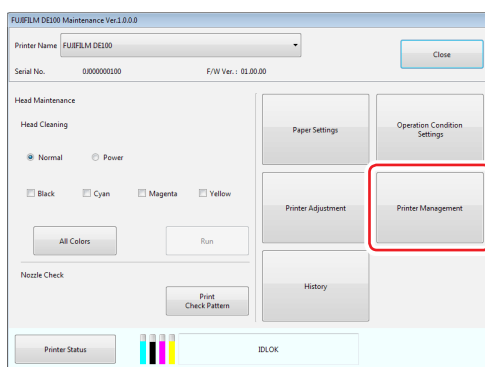 FUJIFILM DE100 Maintenance Ver.1.0.0.0
Printer Name FUJIFILM DE100
Close
Serial No. 0J000000100 F/W Ver. : 01.00.00
Head Maintenance
Head Cleaning
Normal Power
Black Cyan Magenta Yellow
All Colors Run
Nozzle Check
Print
Check Pattern
Paper Settings
Operation Condition
Settings
Printer Adjustment
Printer Management
History
Printer Status
IDLOK